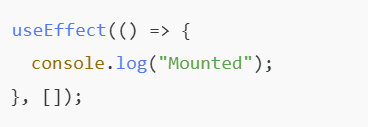 useEffect(() => {
  console.log("Mounted");
}, []);